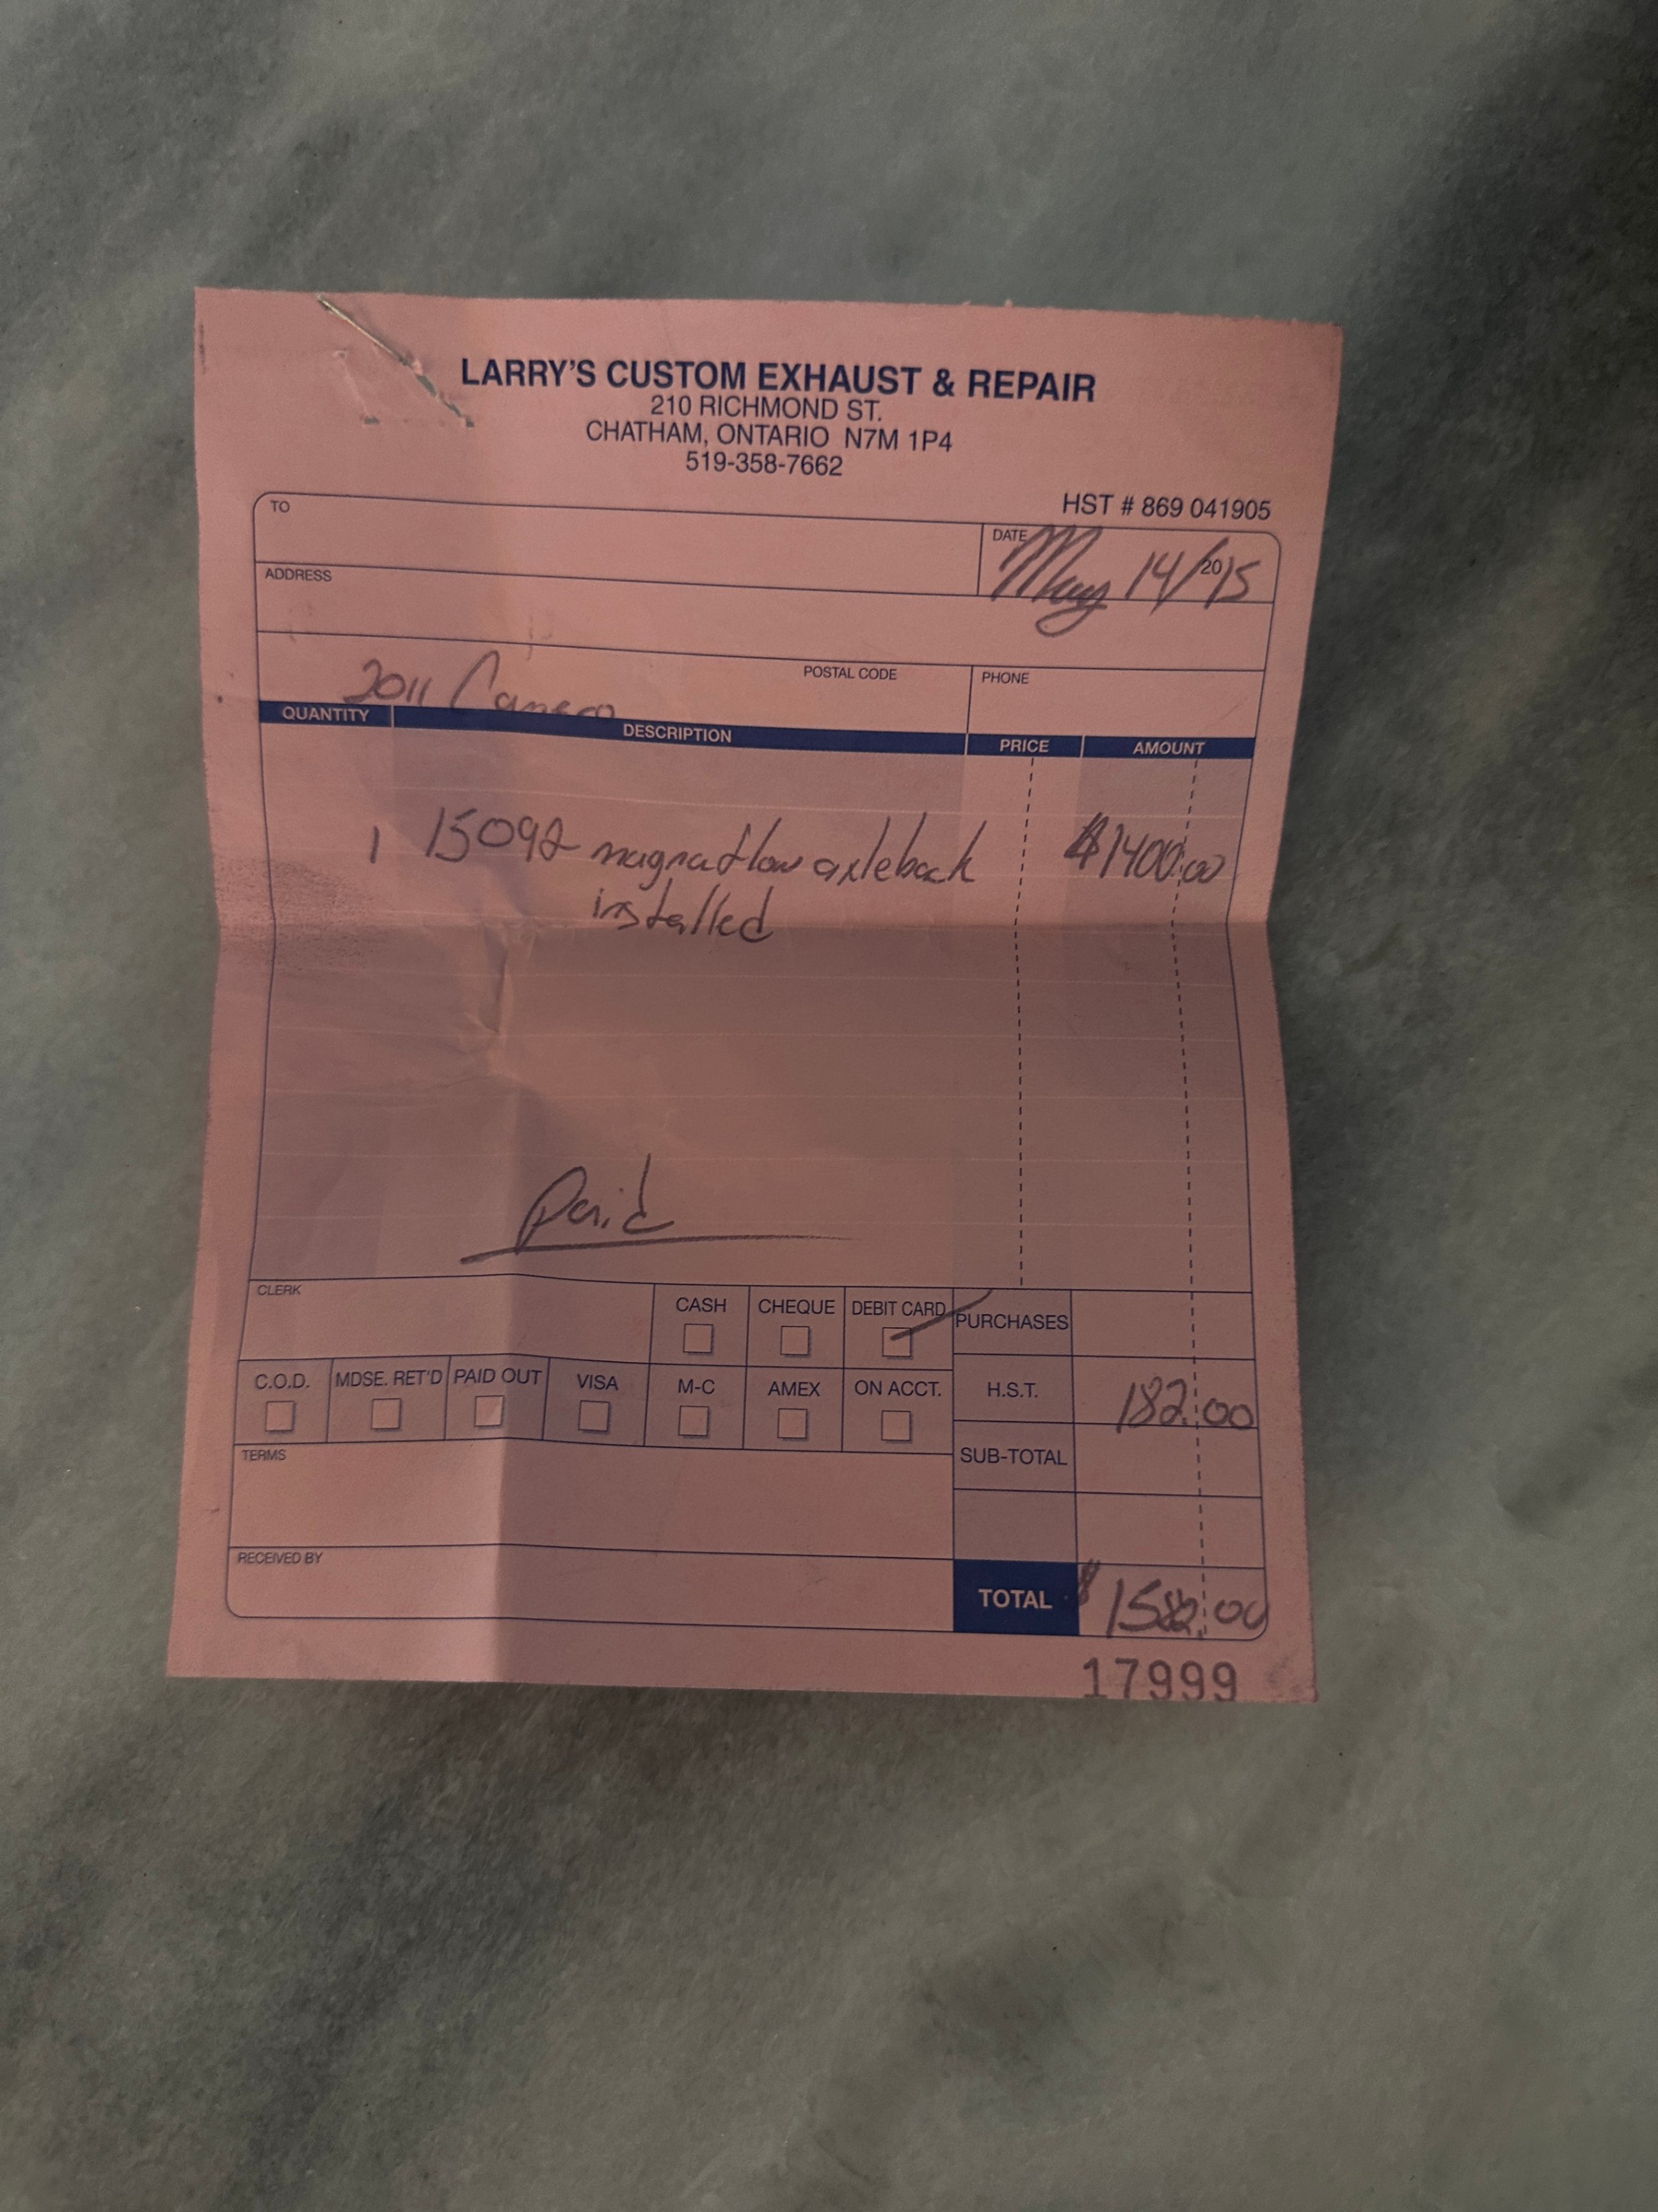 LARRY'S CUSTOM EXHAUST & REPAIR
210 RICHMOND ST.
CHATHAM, ONTARIO N7M 1P4
519-358-7662
HST # 869 041905
TO
DATE May 14/2015
ADDRESS
2011 Camaro
POSTAL CODE
PHONE
QUANTITY DESCRIPTION PRICE AMOUNT
1 15092 magnaflow axleback $1400.00
installed
Paid
CLERK
CASH CHEQUE DEBIT CARD PURCHASES
C.O.D. MDSE. RET'D PAID OUT VISA M-C AMEX ON ACCT. H.S.T. 182.00
TERMS
SUB-TOTAL
RECEIVED BY
TOTAL $1582.00
17999